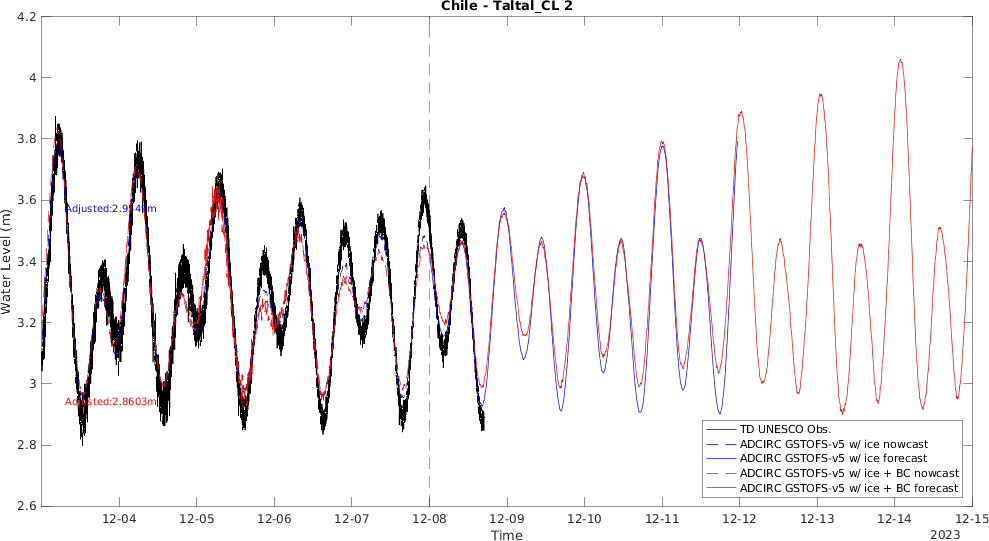 Chile - Taltal_CL 2
4.2
4
3.8
3.6
3.4
3.2
3
2.8
2.6
Water Level (m)
Adjusted:2.8603m
12-04
12-05
12-06
12-07
12-08
12-09
12-10
12-11
12-12
12-13
12-14
12-15
Time
2023
TD UNESCO Obs.
ADCIRC GSTOFS-v5 w/ ice nowcast
ADCIRC GSTOFS-v5 w/ ice forecast
ADCIRC GSTOFS-v5 w/ ice + BC nowcast
ADCIRC GSTOFS-v5 w/ ice + BC forecast